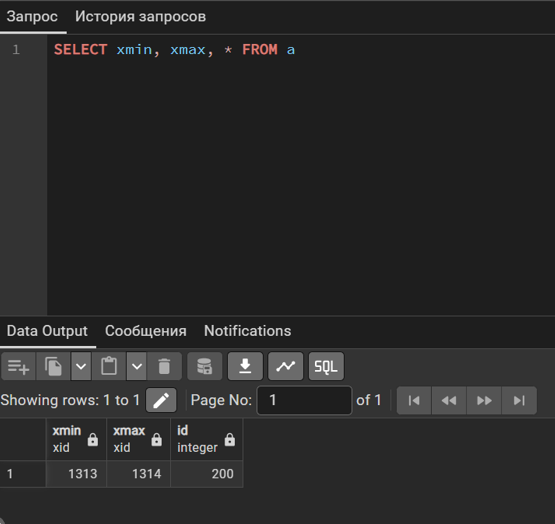 Запрос История запросов
1 SELECT xmin, xmax, * FROM a
Data Output Сообщения Notifications
SQL
Showing rows: 1 to 1 Page No: 1 of 1
xmin xmax id
xid xid integer
1 1313 1314 200